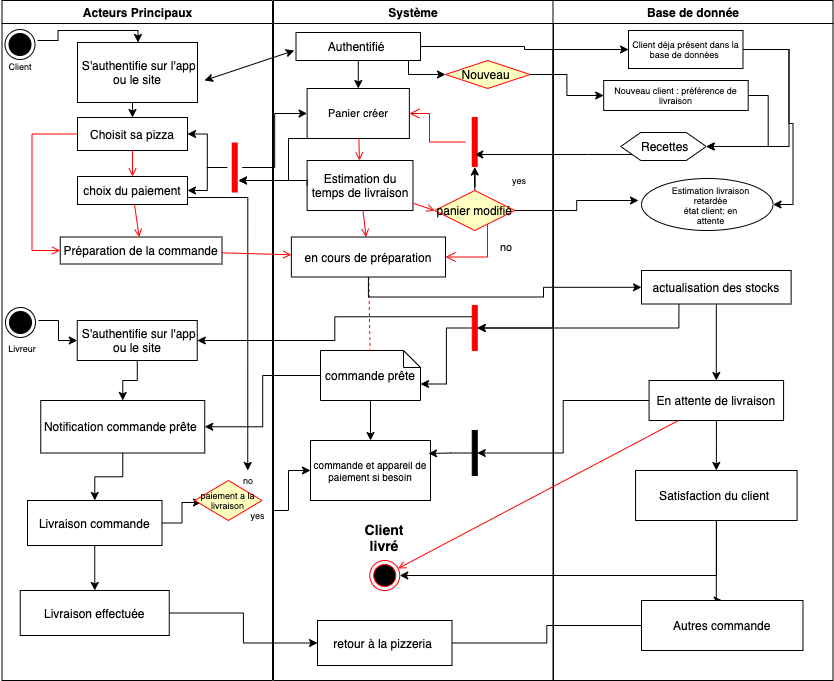 Acteurs Principaux
Système
Base de donnée
Client
S'authentifie sur l'app
ou le site
Authentifié
Client déja présent dans la
base de données
Nouveau
Nouveau client : préférence de
livraison
Panier créer
Choisit sa pizza
Recettes
Estimation du
temps de livraison
yes
choix du paiement
panier modifié
Estimation livraison
retardée
état client: en
attente
Préparation de la commande
en cours de préparation
no
actualisation des stocks
Livreur
S'authentifie sur l'app
ou le site
commande prête
En attente de livraison
Notification commande prête
commande et appareil de
paiement si besoin
no
paiement a la
livraison
yes
Satisfaction du client
Livraison commande
Client
livré
Livraison effectuée
retour à la pizzeria
Autres commande